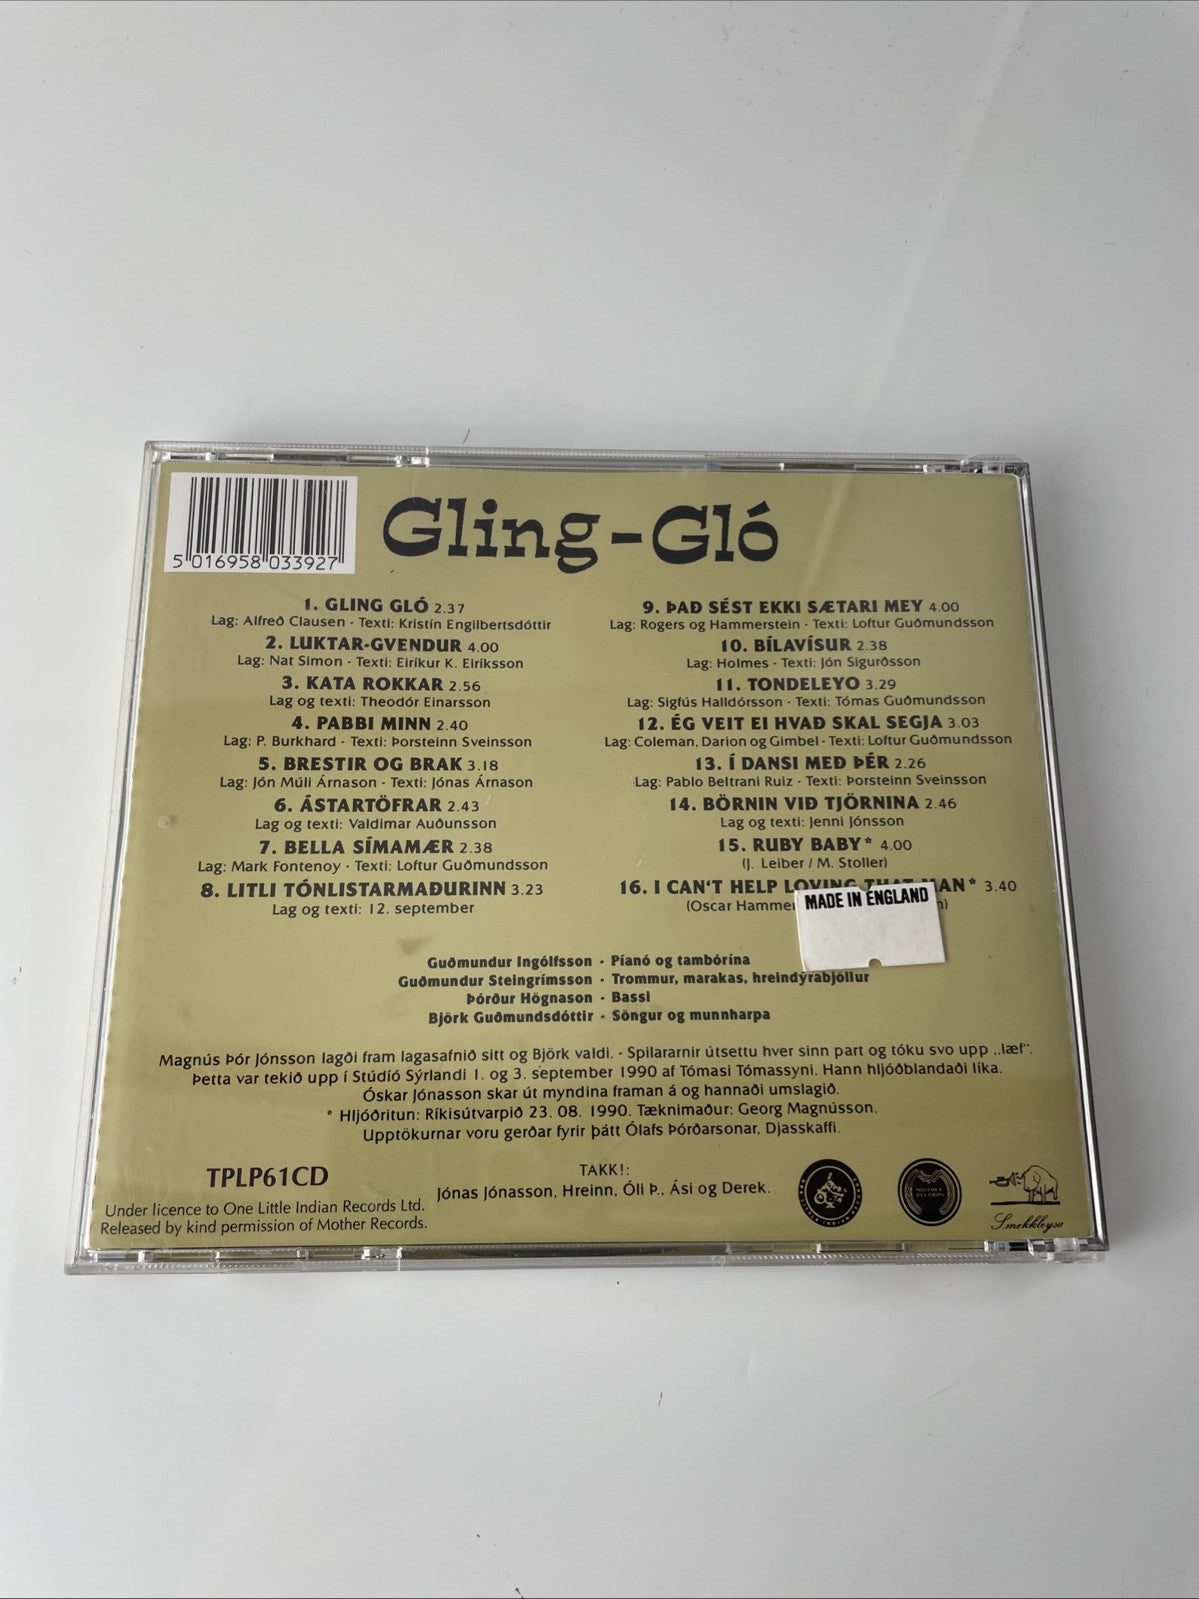 Gling-Gló
5 016958 033927
1. GLING GLÓ 2.37
Lag: Alfreð Clausen · Texti: Kristín Engilbertsdóttir
2. LUKTAR-GVENDUR 4.00
Lag: Nat Simon · Texti: Eiríkur K. Eiríksson
3. KATA ROKKAR 2.56
Lag og texti: Theodór Einarsson
4. PABBI MINN 2.40
Lag: P. Burkhard · Texti: Þorsteinn Sveinsson
5. BRESTIR OG BRAK 3.18
Lag: Jón Múli Árnason · Texti: Jónas Árnason
6. ÁSTARTÖFRAR 2.43
Lag og texti: Valdimar Auðunsson
7. BELLA SÍMAMÆR 2.38
Lag: Mark Fontenoy · Texti: Loftur Guðmundsson
8. LITLI TÓNLISTARMAÐURINN 3.23
Lag og texti: 12. september
9. ÞAÐ SÉST EKKI SÆTARI MEY 4.00
Lag: Rogers og Hammerstein · Texti: Loftur Guðmundsson
10. BÍLAVÍSUR 2.38
Lag: Holmes · Texti: Jón Sigurðsson
11. TONDELEYO 3.29
Lag: Sigfús Halldórsson · Texti: Tómas Guðmundsson
12. ÉG VEIT EI HVAÐ SKAL SEGJA 3.03
Lag: Coleman, Darion og Gimbel · Texti: Loftur Guðmundsson
13. Í DANSI MEÐ ÞÉR 2.26
Lag: Pablo Beltrani Ruiz · Texti: Þorsteinn Sveinsson
14. BÖRNIN VIÐ TJÖRNINA 2.46
Lag og texti: Jenni Jónsson
15. RUBY BABY* 4.00
(J. Leiber / M. Stoller)
16. I CAN'T HELP LOVING THAT MAN* 3.40
(Oscar Hamme
MADE IN ENGLAND
Guðmundur Ingólfsson · Píanó og tambórína
Guðmundur Steingrímsson · Trommur, marakas, hreindýrabjöllur
Þórður Högnason · Bassi
Björk Guðmundsdóttir · Söngur og munnharpa
Magnús Þór Jónsson lagði fram lagasafnið sitt og Björk valdi. · Spilararnir útsettu hver sinn part og tóku svo upp „læf“.
Þetta var tekið upp í Stúdíó Sýrlandi 1. og 3. september 1990 af Tómasi Tómassyni. Hann hljóðblandaði líka.
Óskar Jónasson skar út myndina framan á og hannaði umslagið.
* Hljóðritun: Ríkisútvarpið 23. 08. 1990. Tæknimaður: Georg Magnússon.
Upptökurnar voru gerðar fyrir þátt Ólafs Þórðarsonar, Djasskaffi.
TPLP61CD
Under licence to One Little Indian Records Ltd.
Released by kind permission of Mother Records.
TAKK!:
Jónas Jónasson, Hreinn, Óli Þ., Ási og Derek.
MOTHER
RECORDS
Smekkleysa